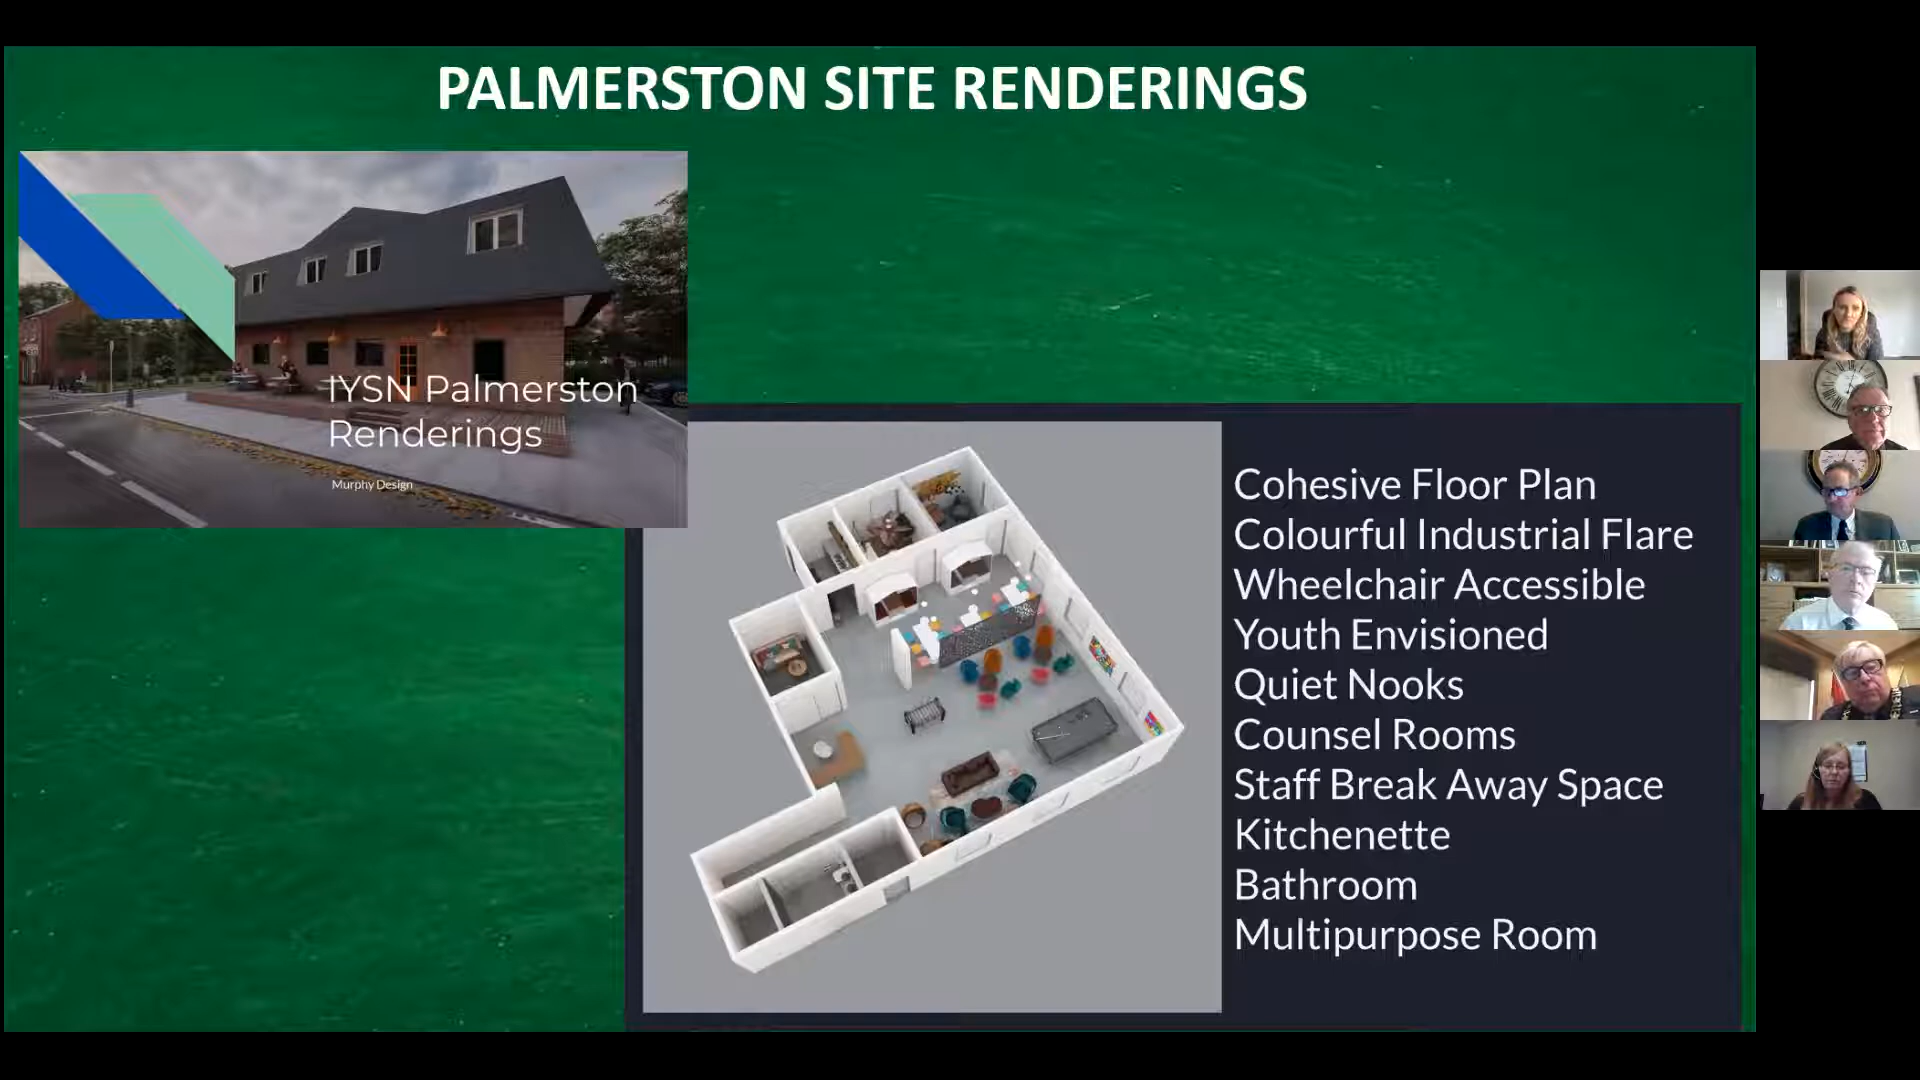 PALMERSTON SITE RENDERINGS
IYSN Palmerston
Renderings
Murphy Design
Cohesive Floor Plan
Colourful Industrial Flare
Wheelchair Accessible
Youth Envisioned
Quiet Nooks
Counsel Rooms
Staff Break Away Space
Kitchenette
Bathroom
Multipurpose Room